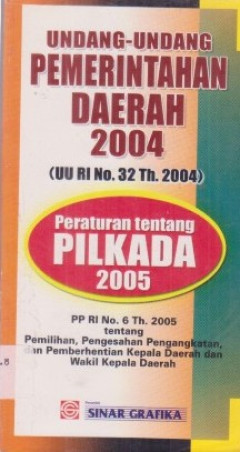 UNDANG-UNDANG
PEMERINTAHAN
DAERAH
2004
(UU RI No. 32 Th. 2004)
Peraturan tentang
PILKADA
2005
PP RI No. 6 Th. 2005
tentang
Pemilihan, Pengesahan Pengangkatan,
dan Pemberhentian Kepala Daerah dan
Wakil Kepala Daerah
Penerbit
SINAR GRAFIKA